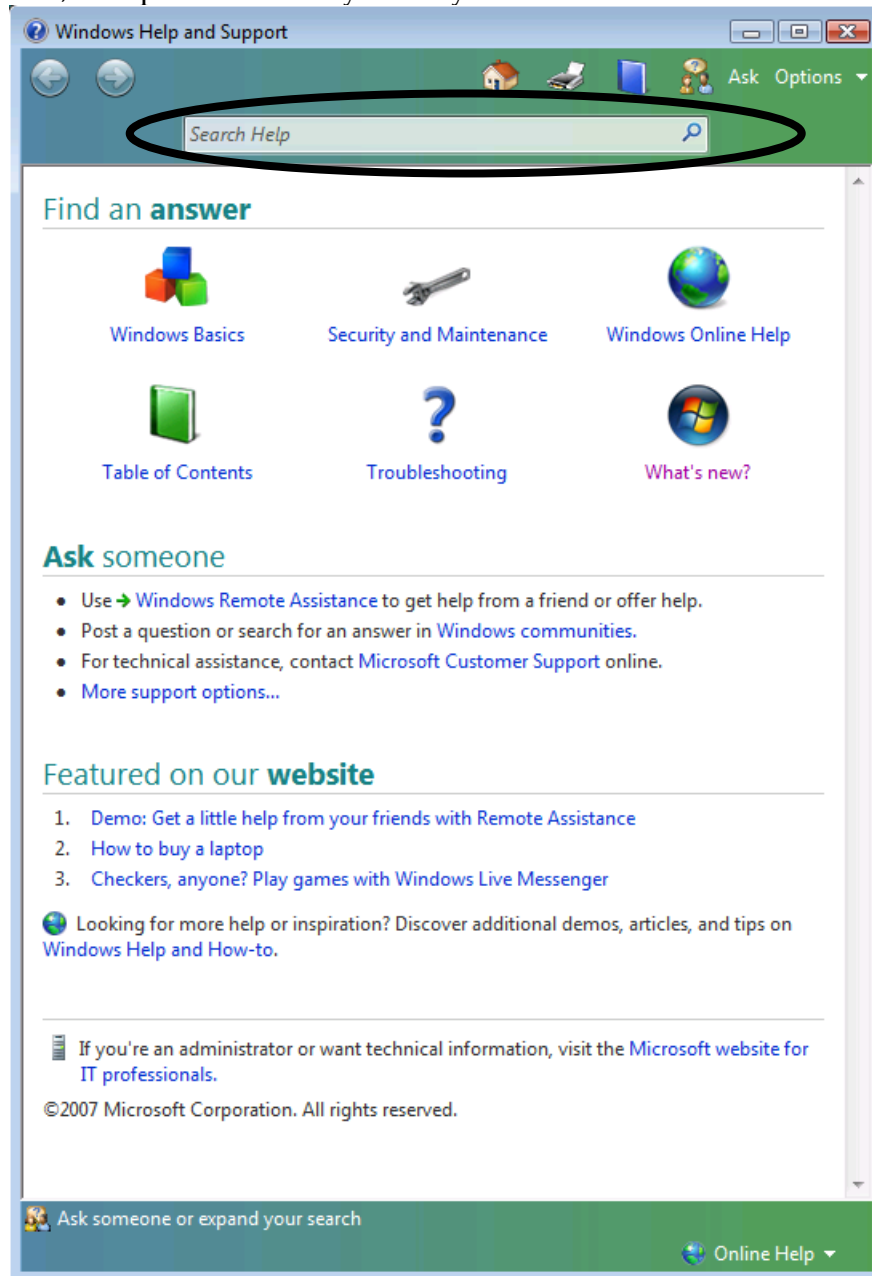 Windows Help and Support
Ask Options
Search Help
Find an answer
Windows Basics Security and Maintenance Windows Online Help
Table of Contents Troubleshooting What's new?
Ask someone
• Use → Windows Remote Assistance to get help from a friend or offer help.
• Post a question or search for an answer in Windows communities.
• For technical assistance, contact Microsoft Customer Support online.
• More support options...
Featured on our website
1. Demo: Get a little help from your friends with Remote Assistance
2. How to buy a laptop
3. Checkers, anyone? Play games with Windows Live Messenger
Looking for more help or inspiration? Discover additional demos, articles, and tips on
Windows Help and How-to.
If you're an administrator or want technical information, visit the Microsoft website for
IT professionals.
©2007 Microsoft Corporation. All rights reserved.
Ask someone or expand your search
Online Help